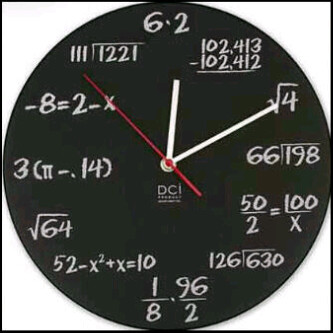 6·2
102,413
-102,412
√4
66⟌198
50/2 = 100/x
126⟌630
1/8 · 96/2
52-x²+x=10
√64
3(π-.14)
-8=2-x
111⟌1221
DCI
PRODUCT